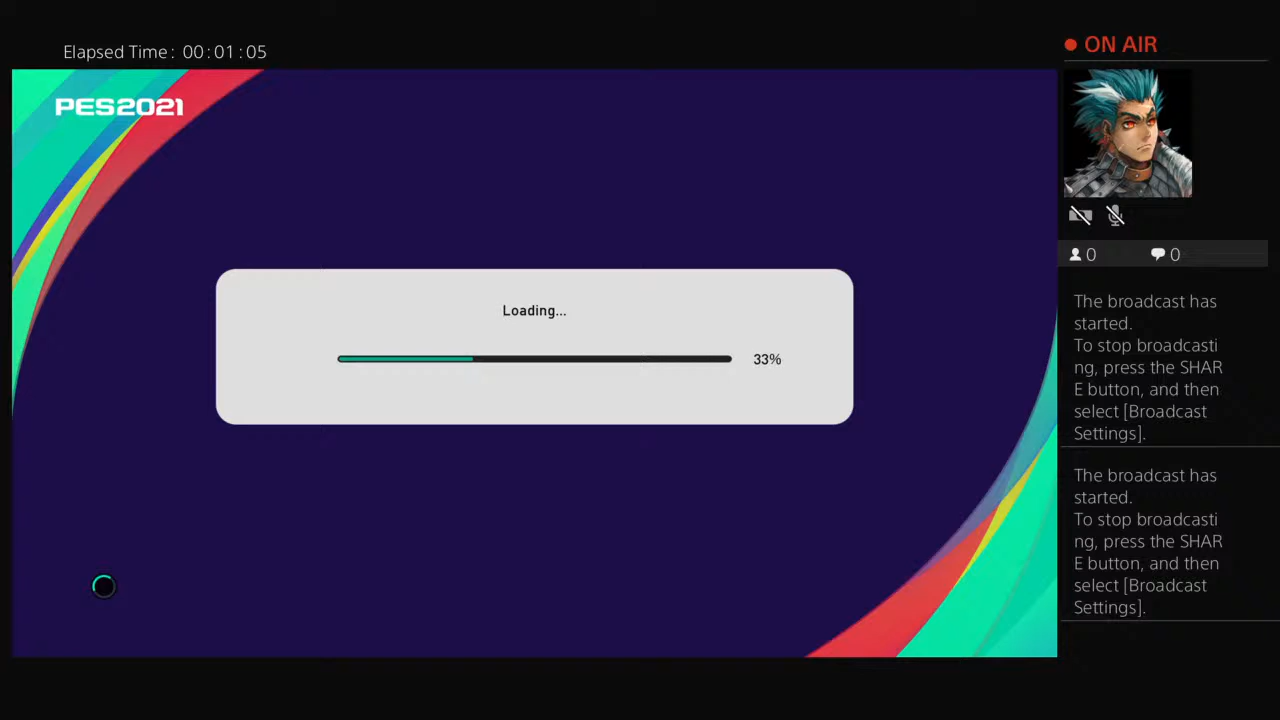 Elapsed Time: 00:01:05
ON AIR
PES2021
0 0
Loading...
33%
The broadcast has
started.
To stop broadcasti
ng, press the SHAR
E button, and then
select [Broadcast
Settings].
The broadcast has
started.
To stop broadcasti
ng, press the SHAR
E button, and then
select [Broadcast
Settings].